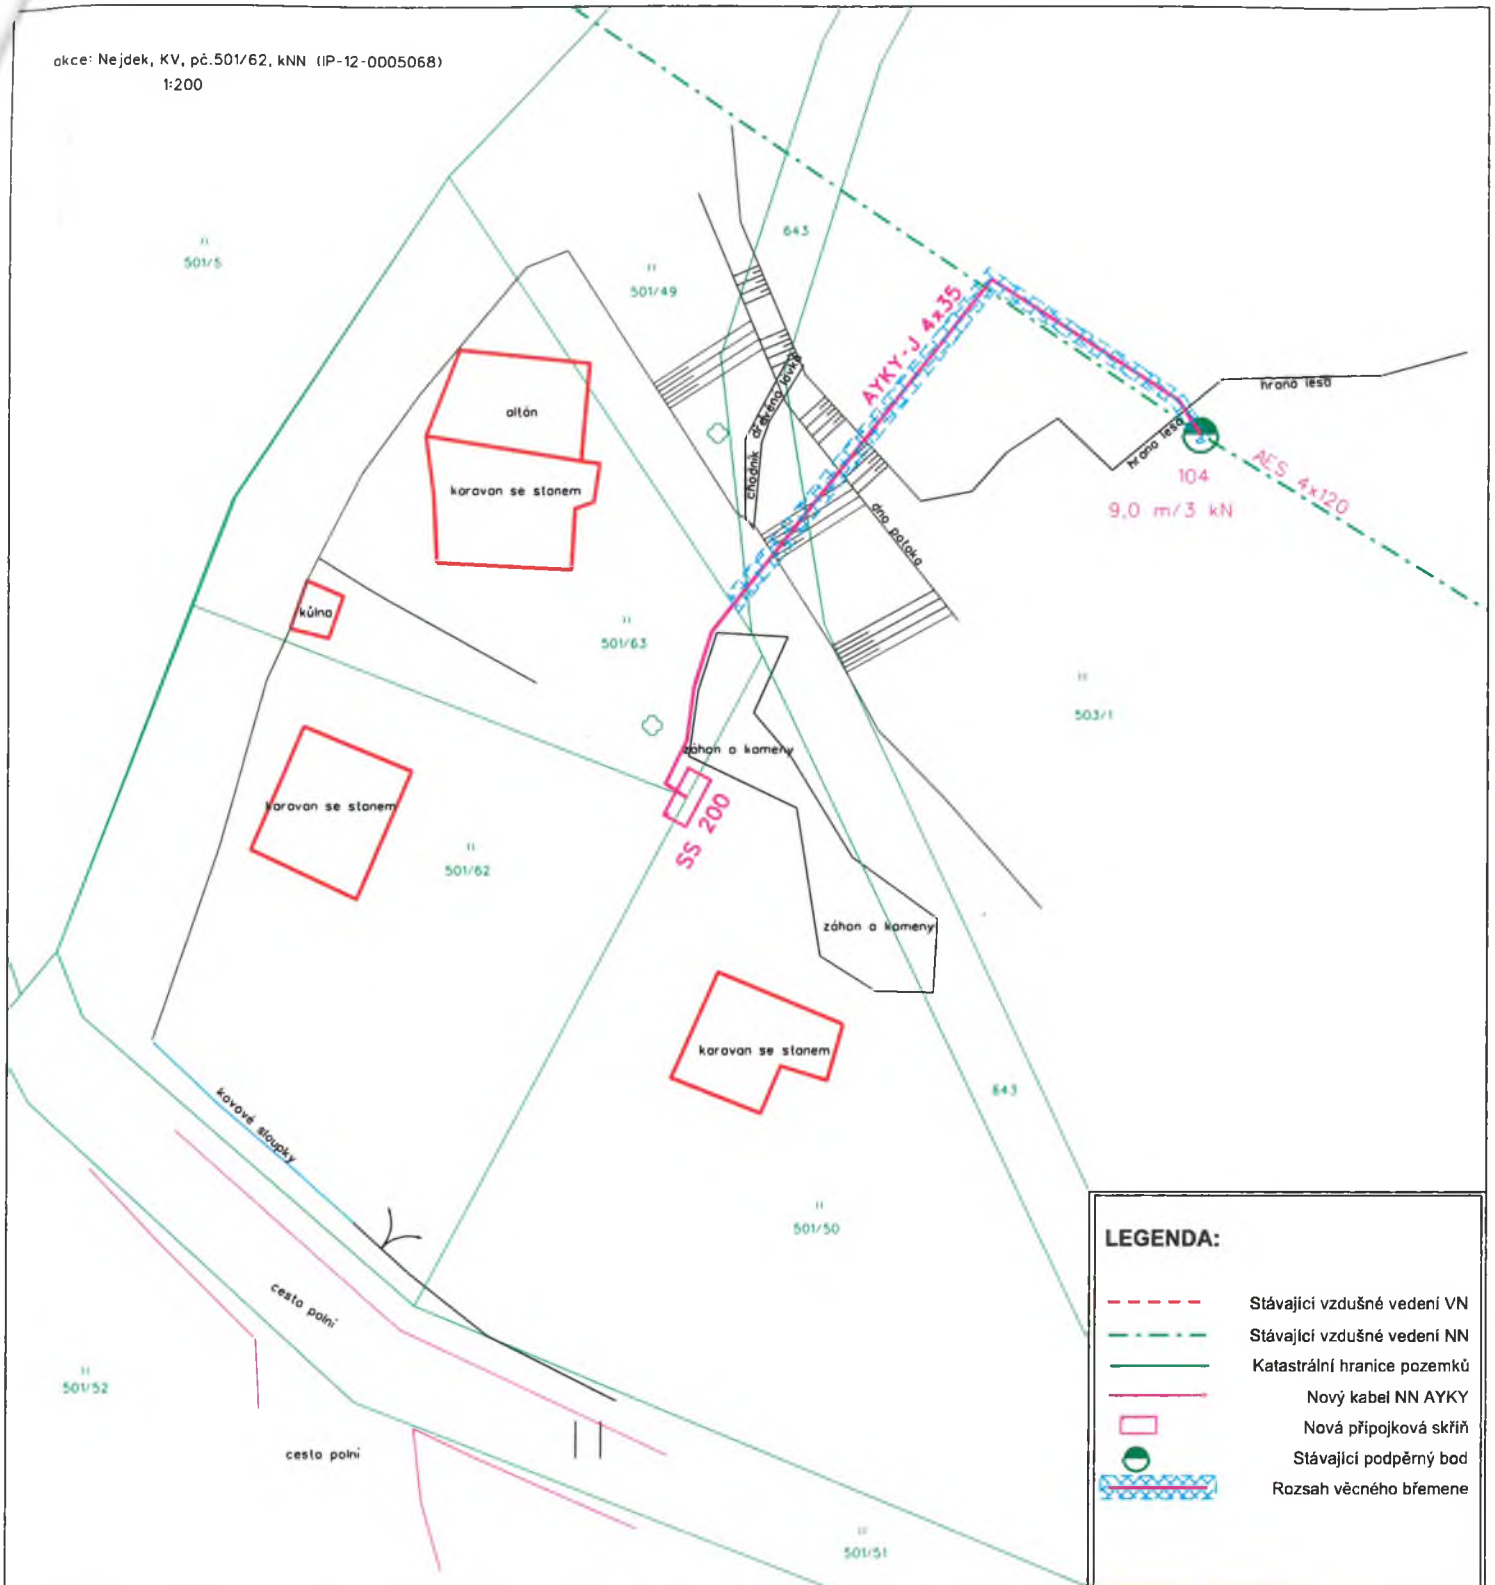 akce: Nejdek, KV, pč.501/62, kNN (IP-12-0005068)
1:200
643
501/5
501/49
AYKY-J 4x35
dřevěná lávka
chodník
hrana lesa
hrana lesa
altán
karavan se stanem
104
9,0 m/3 kN
AES 4x120
dno potoka
kůlna
501/63
503/1
záhon a kameny
karavan se stanem
SS 200
501/62
záhon a kameny
karavan se stanem
643
kovové sloupky
501/50
cesta polní
501/52
cesta polní
501/51
LEGENDA:
Stávající vzdušné vedení VN
Stávající vzdušné vedení NN
Katastrální hranice pozemků
Nový kabel NN AYKY
Nová přípojková skříň
Stávající podpěrný bod
Rozsah věcného břemene